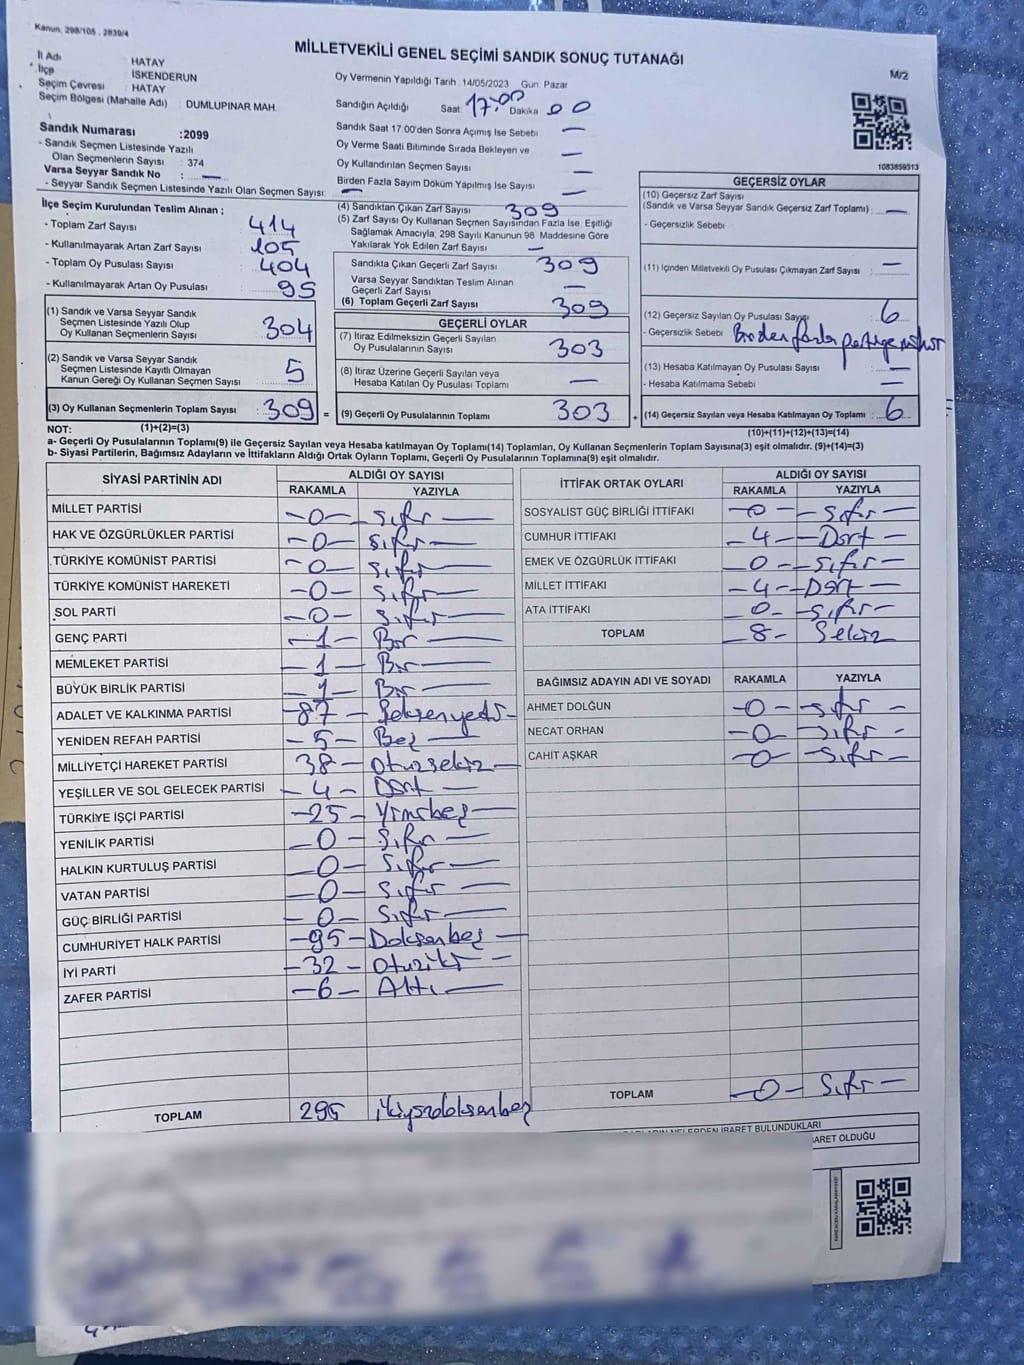 Kanun, 298/105 , 2839/4
MİLLETVEKİLİ GENEL SEÇİMİ SANDIK SONUÇ TUTANAĞI
M/2
İl Adı HATAY
İlçe İSKENDERUN
Seçim Çevresi : HATAY
Seçim Bölgesi (Mahalle Adı) : DUMLUPINAR MAH.
Sandık Numarası :2099
- Sandık Seçmen Listesinde Yazılı
Olan Seçmenlerin Sayısı : 374
Varsa Seyyar Sandık No : —
- Seyyar Sandık Seçmen Listesinde Yazılı Olan Seçmen Sayısı: —
Oy Vermenin Yapıldığı Tarih :14/05/2023 Gün: Pazar
Sandığın Açıldığı Saat 17:00 Dakika 00
Sandık Saat 17:00'den Sonra Açımış İse Sebebi —
Oy Verme Saati Bitiminde Sırada Bekleyen ve —
Oy Kullandırılan Seçmen Sayısı —
Birden Fazla Sayım Döküm Yapılmış İse Sayısı —
1083859313
İlçe Seçim Kurulundan Teslim Alınan ;
- Toplam Zarf Sayısı : 414
- Kullanılmayarak Artan Zarf Sayısı : 105
- Toplam Oy Pusulası Sayısı : 404
- Kullanılmayarak Artan Oy Pusulası : 95
(1) Sandık ve Varsa Seyyar Sandık
Seçmen Listesinde Yazılı Olup
Oy Kullanan Seçmenlerin Sayısı : 304
(2) Sandık ve Varsa Seyyar Sandık
Seçmen Listesinde Kayıtlı Olmayan
Kanun Gereği Oy Kullanan Seçmen Sayısı : 5
(3) Oy Kullanan Seçmenlerin Toplam Sayısı : 309 =
(1)+(2)=(3)
(4) Sandıktan Çıkan Zarf Sayısı 309
(5) Zarf Sayısı Oy Kullanan Seçmen Sayısından Fazla İse, Eşitliği
Sağlamak Amacıyla, 298 Sayılı Kanunun 98. Maddesine Göre
Yakılarak Yok Edilen Zarf Sayısı —
Sandıkta Çıkan Geçerli Zarf Sayısı 309
Varsa Seyyar Sandıktan Teslim Alınan
Geçerli Zarf Sayısı —
(6) Toplam Geçerli Zarf Sayısı 309
GEÇERLİ OYLAR
(7) İtiraz Edilmeksizin Geçerli Sayılan
Oy Pusulalarının Sayısı 303
(8) İtiraz Üzerine Geçerli Sayılan veya
Hesaba Katılan Oy Pusulası Toplamı —
(9) Geçerli Oy Pusulalarının Toplamı 303 +
GEÇERSİZ OYLAR
(10) Geçersiz Zarf Sayısı
(Sandık ve Varsa Seyyar Sandık Geçersiz Zarf Toplamı) : —
- Geçersizlik Sebebi :
(11) İçinden Milletvekili Oy Pusulası Çıkmayan Zarf Sayısı : —
(12) Geçersiz Sayılan Oy Pusulası Sayısı 6
- Geçersizlik Sebebi :
(13) Hesaba Katılmayan Oy Pusulası Sayısı : —
- Hesaba Katılmama Sebebi : —
(14) Geçersiz Sayılan veya Hesaba Katılmayan Oy Toplamı : 6
(10)+(11)+(12)+(13)=(14)
NOT:
a- Geçerli Oy Pusulalarının Toplamı(9) ile Geçersiz Sayılan veya Hesaba katılmayan Oy Toplamı(14) Toplamları, Oy Kullanan Seçmenlerin Toplam Sayısına(3) eşit olmalıdır. (9)+(14)=(3)
b- Siyasi Partilerin, Bağımsız Adayların ve İttifakların Aldığı Ortak Oyların Toplamı, Geçerli Oy Pusulalarının Toplamına(9) eşit olmalıdır.
SİYASİ PARTİNİN ADI ALDIĞI OY SAYISI
RAKAMLA YAZIYLA
MİLLET PARTİSİ —0— sıfır —
HAK VE ÖZGÜRLÜKLER PARTİSİ —0— sıfır —
TÜRKİYE KOMÜNİST PARTİSİ —0— sıfır —
TÜRKİYE KOMÜNİST HAREKETİ —0— sıfır —
SOL PARTİ —0— sıfır —
GENÇ PARTİ —1— Bir —
MEMLEKET PARTİSİ —1— Bir —
BÜYÜK BİRLİK PARTİSİ —1— Bir —
ADALET VE KALKINMA PARTİSİ —87— Seksenyedi —
YENİDEN REFAH PARTİSİ —5— Beş —
MİLLİYETÇİ HAREKET PARTİSİ 38— Otuzsekiz —
YEŞİLLER VE SOL GELECEK PARTİSİ —4— Dört —
TÜRKİYE İŞÇİ PARTİSİ —25— Yirmibeş —
YENİLİK PARTİSİ —0— Sıfır —
HALKIN KURTULUŞ PARTİSİ —0— Sıfır —
VATAN PARTİSİ —0— Sıfır —
GÜÇ BİRLİĞİ PARTİSİ —0— Sıfır —
CUMHURİYET HALK PARTİSİ —95— Doksanbeş —
İYİ PARTİ —32— Otuziki —
ZAFER PARTİSİ —6— Altı —
TOPLAM 295 ikiyüzdoksanbeş
İTTİFAK ORTAK OYLARI ALDIĞI OY SAYISI
RAKAMLA YAZIYLA
SOSYALİST GÜÇ BİRLİĞİ İTTİFAKI —0— sıfır —
CUMHUR İTTİFAKI —4— Dört —
EMEK VE ÖZGÜRLÜK İTTİFAKI —0— sıfır —
MİLLET İTTİFAKI —4— Dört —
ATA İTTİFAKI 0— sıfır —
TOPLAM —8— Sekiz
BAĞIMSIZ ADAYIN ADI VE SOYADI RAKAMLA YAZIYLA
AHMET DOLĞUN —0— sıfır —
NECAT ORHAN —0— sıfır —
CAHİT AŞKAR —0— sıfır —
TOPLAM —0— Sıfır —
NELERDEN İBARET BULUNDUKLARI
BARET OLDUĞU